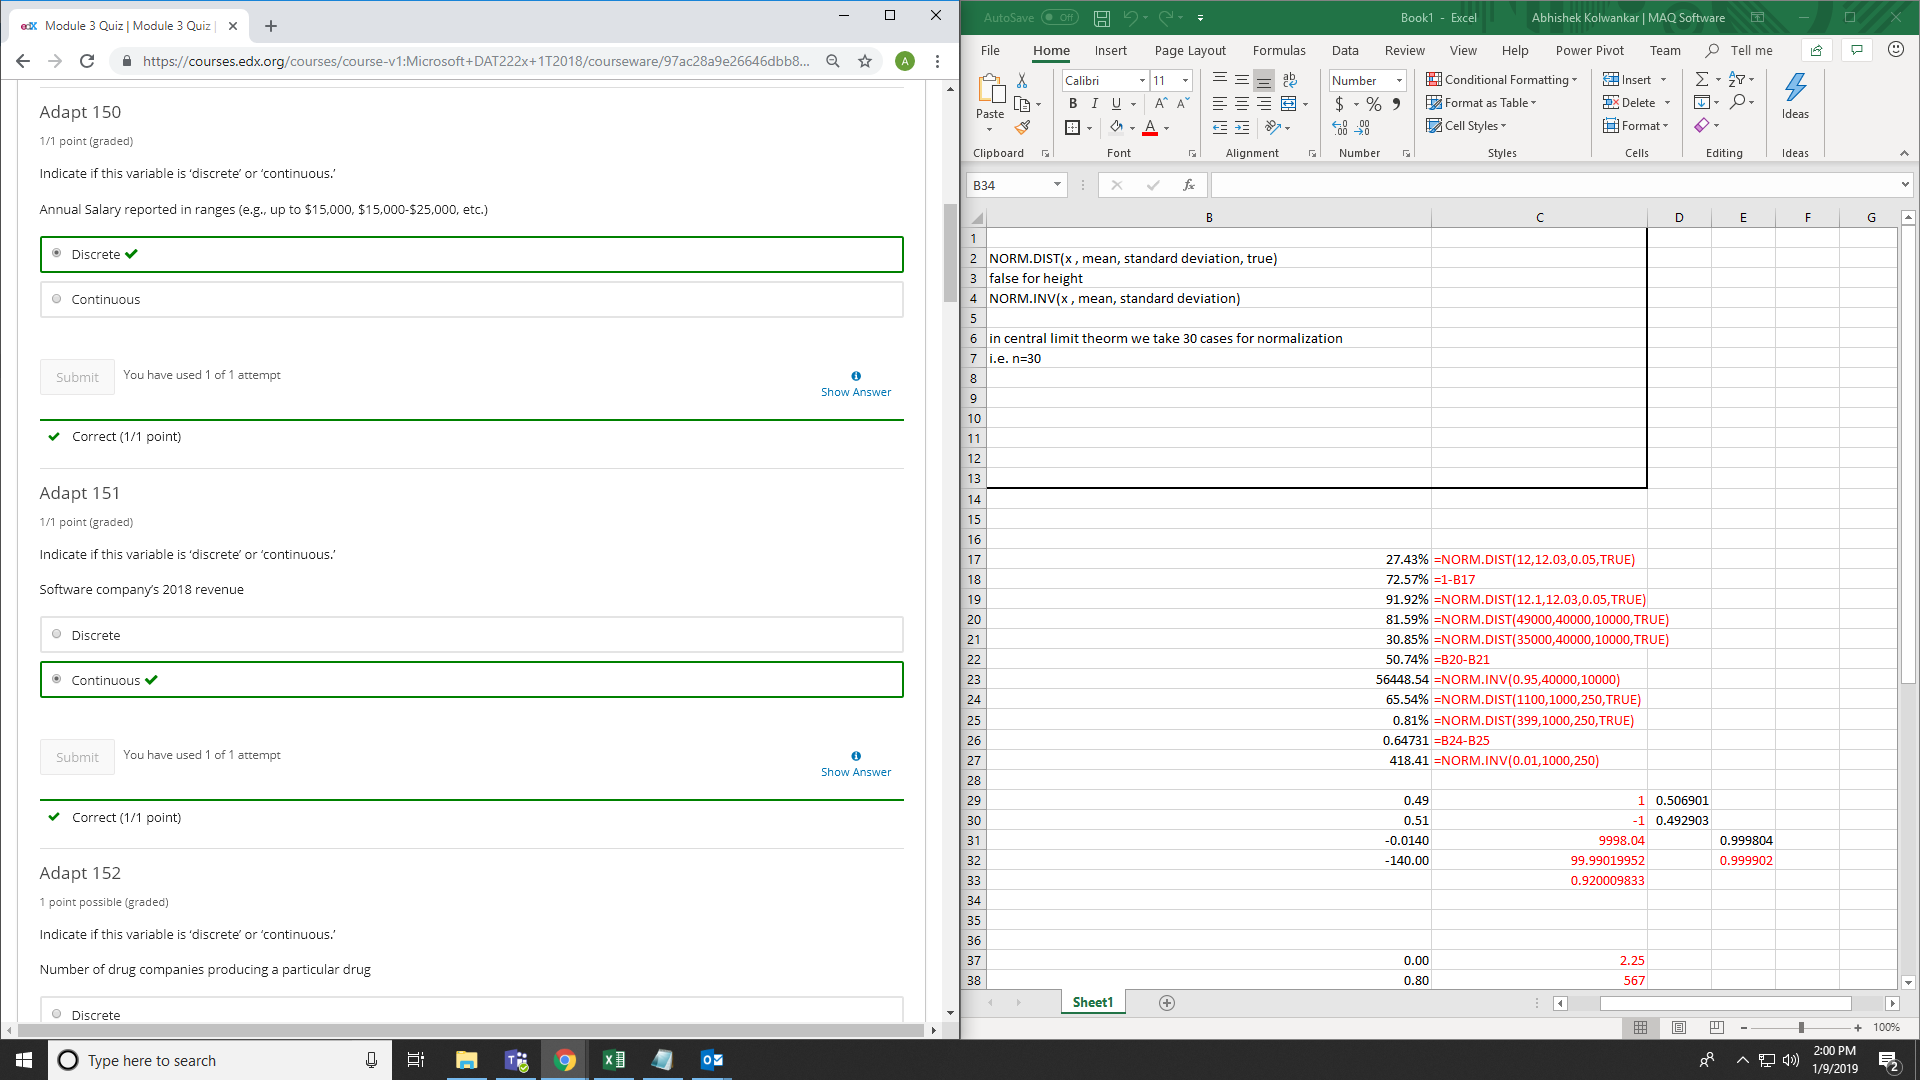 edX Module 3 Quiz | Module 3 Quiz |
https://courses.edx.org/courses/course-v1:Microsoft+DAT222x+1T2018/courseware/97ac28a9e26646dbb8...
A
Adapt 150
1/1 point (graded)
Indicate if this variable is ‘discrete’ or ‘continuous.’
Annual Salary reported in ranges (e.g., up to $15,000, $15,000-$25,000, etc.)
Discrete
Continuous
Submit
You have used 1 of 1 attempt
Show Answer
Correct (1/1 point)
Adapt 151
1/1 point (graded)
Indicate if this variable is ‘discrete’ or ‘continuous.’
Software company’s 2018 revenue
Discrete
Continuous
Submit
You have used 1 of 1 attempt
Show Answer
Correct (1/1 point)
Adapt 152
1 point possible (graded)
Indicate if this variable is ‘discrete’ or ‘continuous.’
Number of drug companies producing a particular drug
Discrete
AutoSave Off Book1 - Excel Abhishek Kolwankar | MAQ Software
File Home Insert Page Layout Formulas Data Review View Help Power Pivot Team Tell me
Calibri 11 Number Conditional Formatting Insert
Paste B I U $ % Format as Table Delete Ideas
Cell Styles Format
Clipboard Font Alignment Number Styles Cells Editing Ideas
B34 fx
B C D E F G
1
2 NORM.DIST(x , mean, standard deviation, true)
3 false for height
4 NORM.INV(x , mean, standard deviation)
5
6 in central limit theorm we take 30 cases for normalization
7 i.e. n=30
8
9
10
11
12
13
14
15
16
17 27.43% =NORM.DIST(12,12.03,0.05,TRUE)
18 72.57% =1-B17
19 91.92% =NORM.DIST(12.1,12.03,0.05,TRUE)
20 81.59% =NORM.DIST(49000,40000,10000,TRUE)
21 30.85% =NORM.DIST(35000,40000,10000,TRUE)
22 50.74% =B20-B21
23 56448.54 =NORM.INV(0.95,40000,10000)
24 65.54% =NORM.DIST(1100,1000,250,TRUE)
25 0.81% =NORM.DIST(399,1000,250,TRUE)
26 0.64731 =B24-B25
27 418.41 =NORM.INV(0.01,1000,250)
28
29 0.49 1 0.506901
30 0.51 -1 0.492903
31 -0.0140 9998.04 0.999804
32 -140.00 99.99019952 0.999902
33 0.920009833
34
35
36
37 0.00 2.25
38 0.80 567
Sheet1
100%
Type here to search
2:00 PM
1/9/2019
2